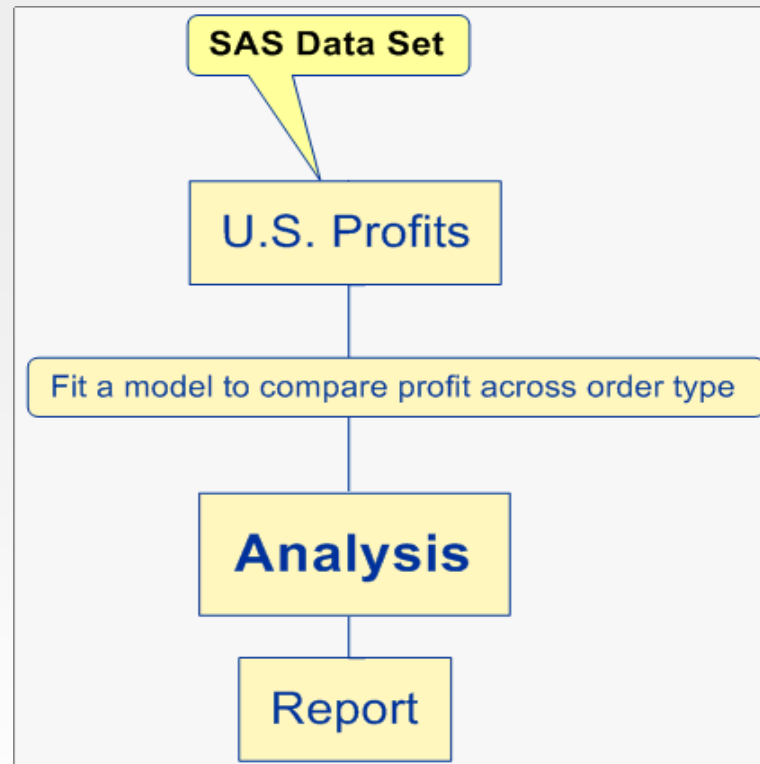 SAS Data Set
U.S. Profits
Fit a model to compare profit across order type
Analysis
Report